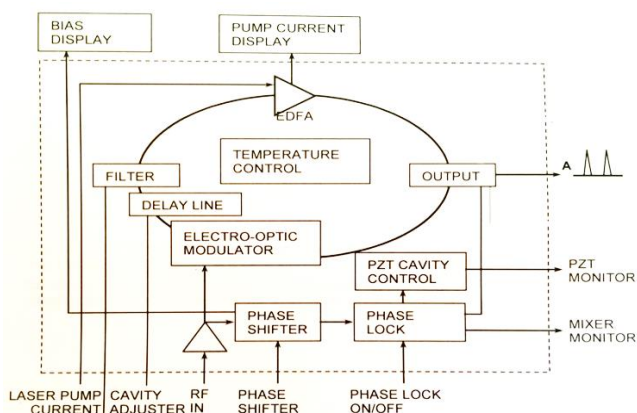 BIAS
DISPLAY
PUMP CURRENT
DISPLAY
EDFA
TEMPERATURE
CONTROL
FILTER
OUTPUT
A
DELAY LINE
ELECTRO-OPTIC
MODULATOR
PZT CAVITY
CONTROL
PZT
MONITOR
PHASE
SHIFTER
PHASE
LOCK
MIXER
MONITOR
LASER PUMP
CURRENT
CAVITY
ADJUSTER
RF
IN
PHASE
SHIFTER
PHASE LOCK
ON/OFF